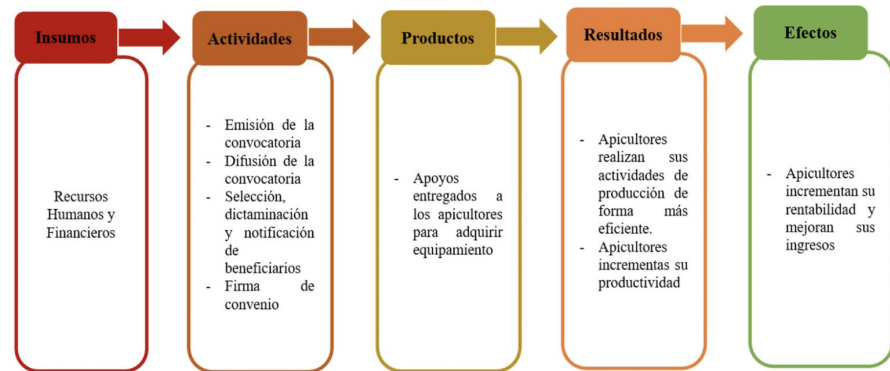 Insumos
Recursos
Humanos y
Financieros
Actividades
- Emisión de la
convocatoria
- Difusión de la
convocatoria
- Selección,
dictaminación
y notificación
de
beneficiarios
- Firma de
convenio
Productos
- Apoyos
entregados a
los apicultores
para adquirir
equipamiento
Resultados
- Apicultores
realizan sus
actividades de
producción de
forma más
eficiente.
- Apicultores
incrementas su
productividad
Efectos
- Apicultores
incrementan su
rentabilidad y
mejoran sus
ingresos